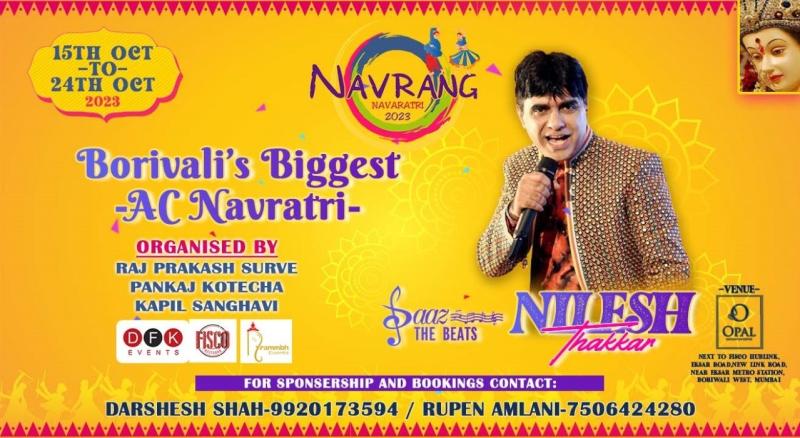 15TH OCT
-TO-
24TH OCT
2023
NAVRANG
NAVARATRI
2023
Borivali's Biggest
-AC Navratri-
ORGANISED BY
RAJ PRAKASH SURVE
PANKAJ KOTECHA
KAPIL SANGHAVI
DFK
EVENTS
FISCO
Prarambh
Events
Saaz
THE BEATS
NILESH
Thakkar
-VENUE-
OPAL
NEXT TO FISCO HUBLINK,
EKSAR ROAD,NEW LINK ROAD,
NEAR EKSAR METRO STATION,
BORIVALI WEST, MUMBAI
FOR SPONSERSHIP AND BOOKINGS CONTACT:
DARSHESH SHAH-9920173594 / RUPEN AMLANI-7506424280